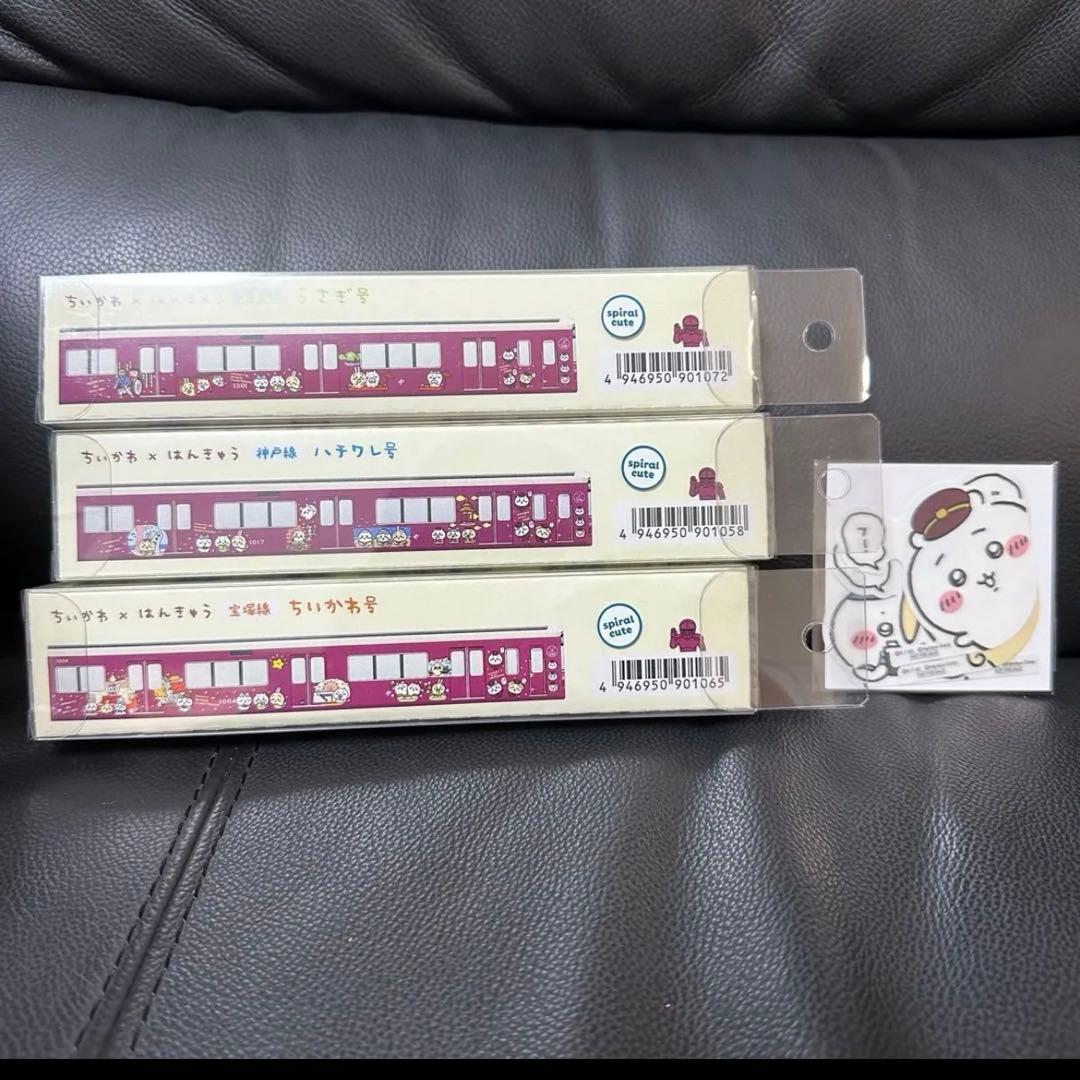 ちいかわ × はんきゅう うさぎ号
spiral
cute
1301
4 946950 901072
ちいかわ × はんきゅう 神戸線 ハチワレ号
spiral
cute
1017
4 946950 901058
ちいかわ × はんきゅう 宝塚線 ちいかわ号
spiral
cute
1004
4 946950 901065